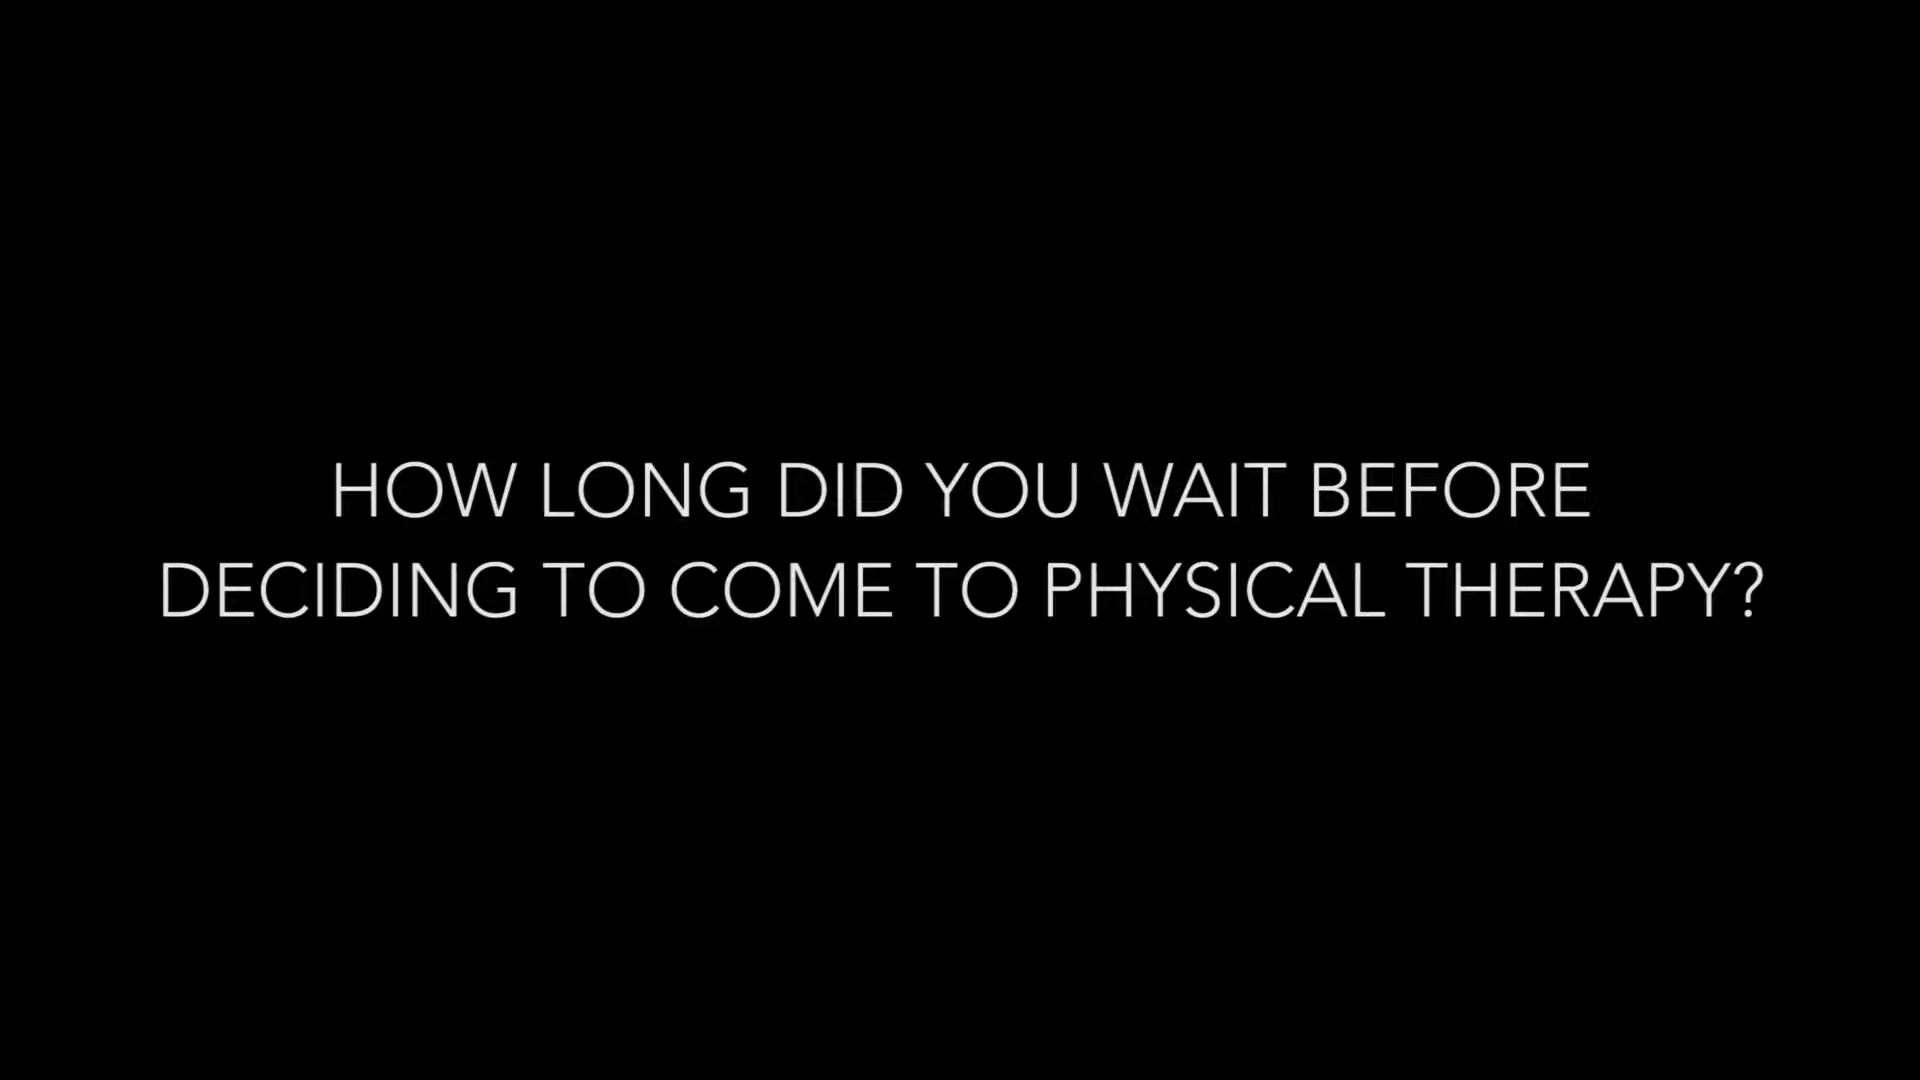 HOW LONG DID YOU WAIT BEFORE
DECIDING TO COME TO PHYSICAL THERAPY?